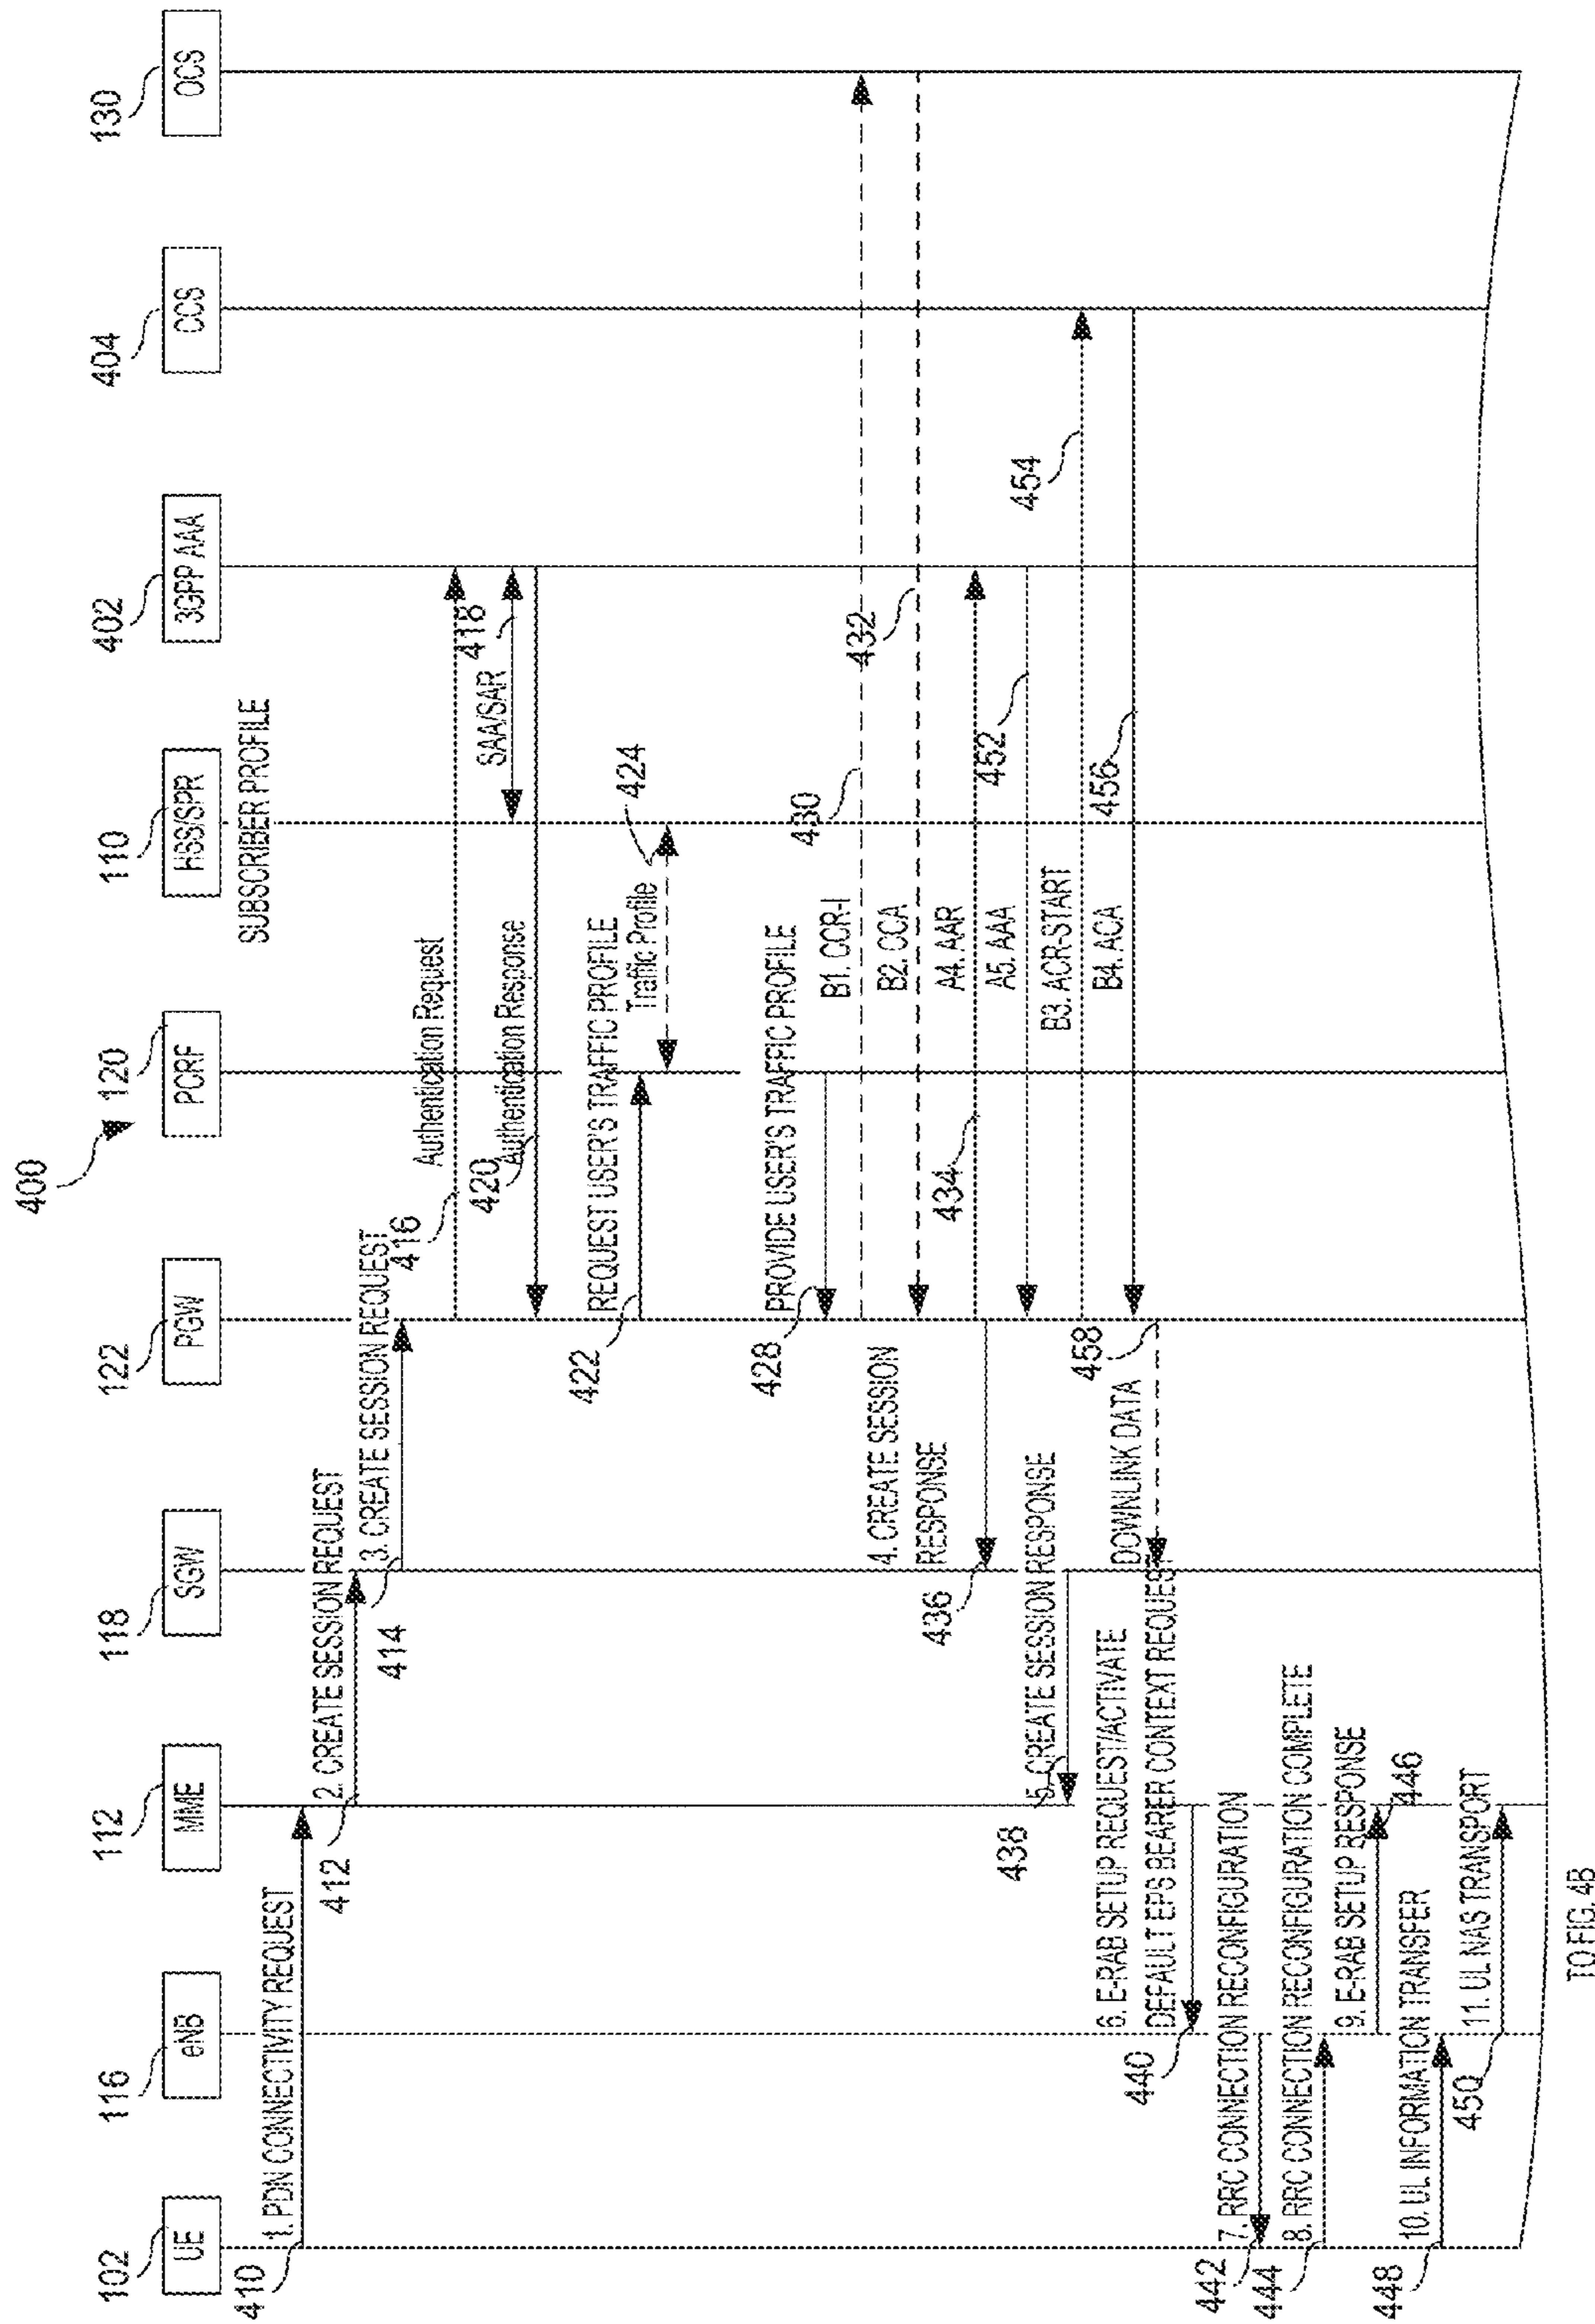 400
102
116
112
118
122
120
110
402
404
130
UE
eNB
MME
SGW
PGW
PCRF
HSS/SPR
3GPP AAA
CCS
OCS
SUBSCRIBER PROFILE
410
1. PDN CONNECTIVITY REQUEST
412
2. CREATE SESSION REQUEST
414
3. CREATE SESSION REQUEST
416
Authentication Request
SAA/SAR
418
420
Authentication Response
422
REQUEST USER'S TRAFFIC PROFILE
Traffic Profile
424
428
PROVIDE USER'S TRAFFIC PROFILE
B1. CCR-I
430
B2. CCA
432
434
A4. AAR
4. CREATE SESSION
RESPONSE
436
A5. AAA
452
438
5. CREATE SESSION RESPONSE
B3. ACR-START
454
B4. ACA
456
458
DOWNLINK DATA
440
6. E-RAB SETUP REQUEST/ACTIVATE
DEFAULT EPS BEARER CONTEXT REQUEST
442
7. RRC CONNECTION RECONFIGURATION
444
8. RRC CONNECTION RECONFIGURATION COMPLETE
9. E-RAB SETUP RESPONSE
446
448
10. UL INFORMATION TRANSFER
450
11. UL NAS TRANSPORT
TO FIG. 4B